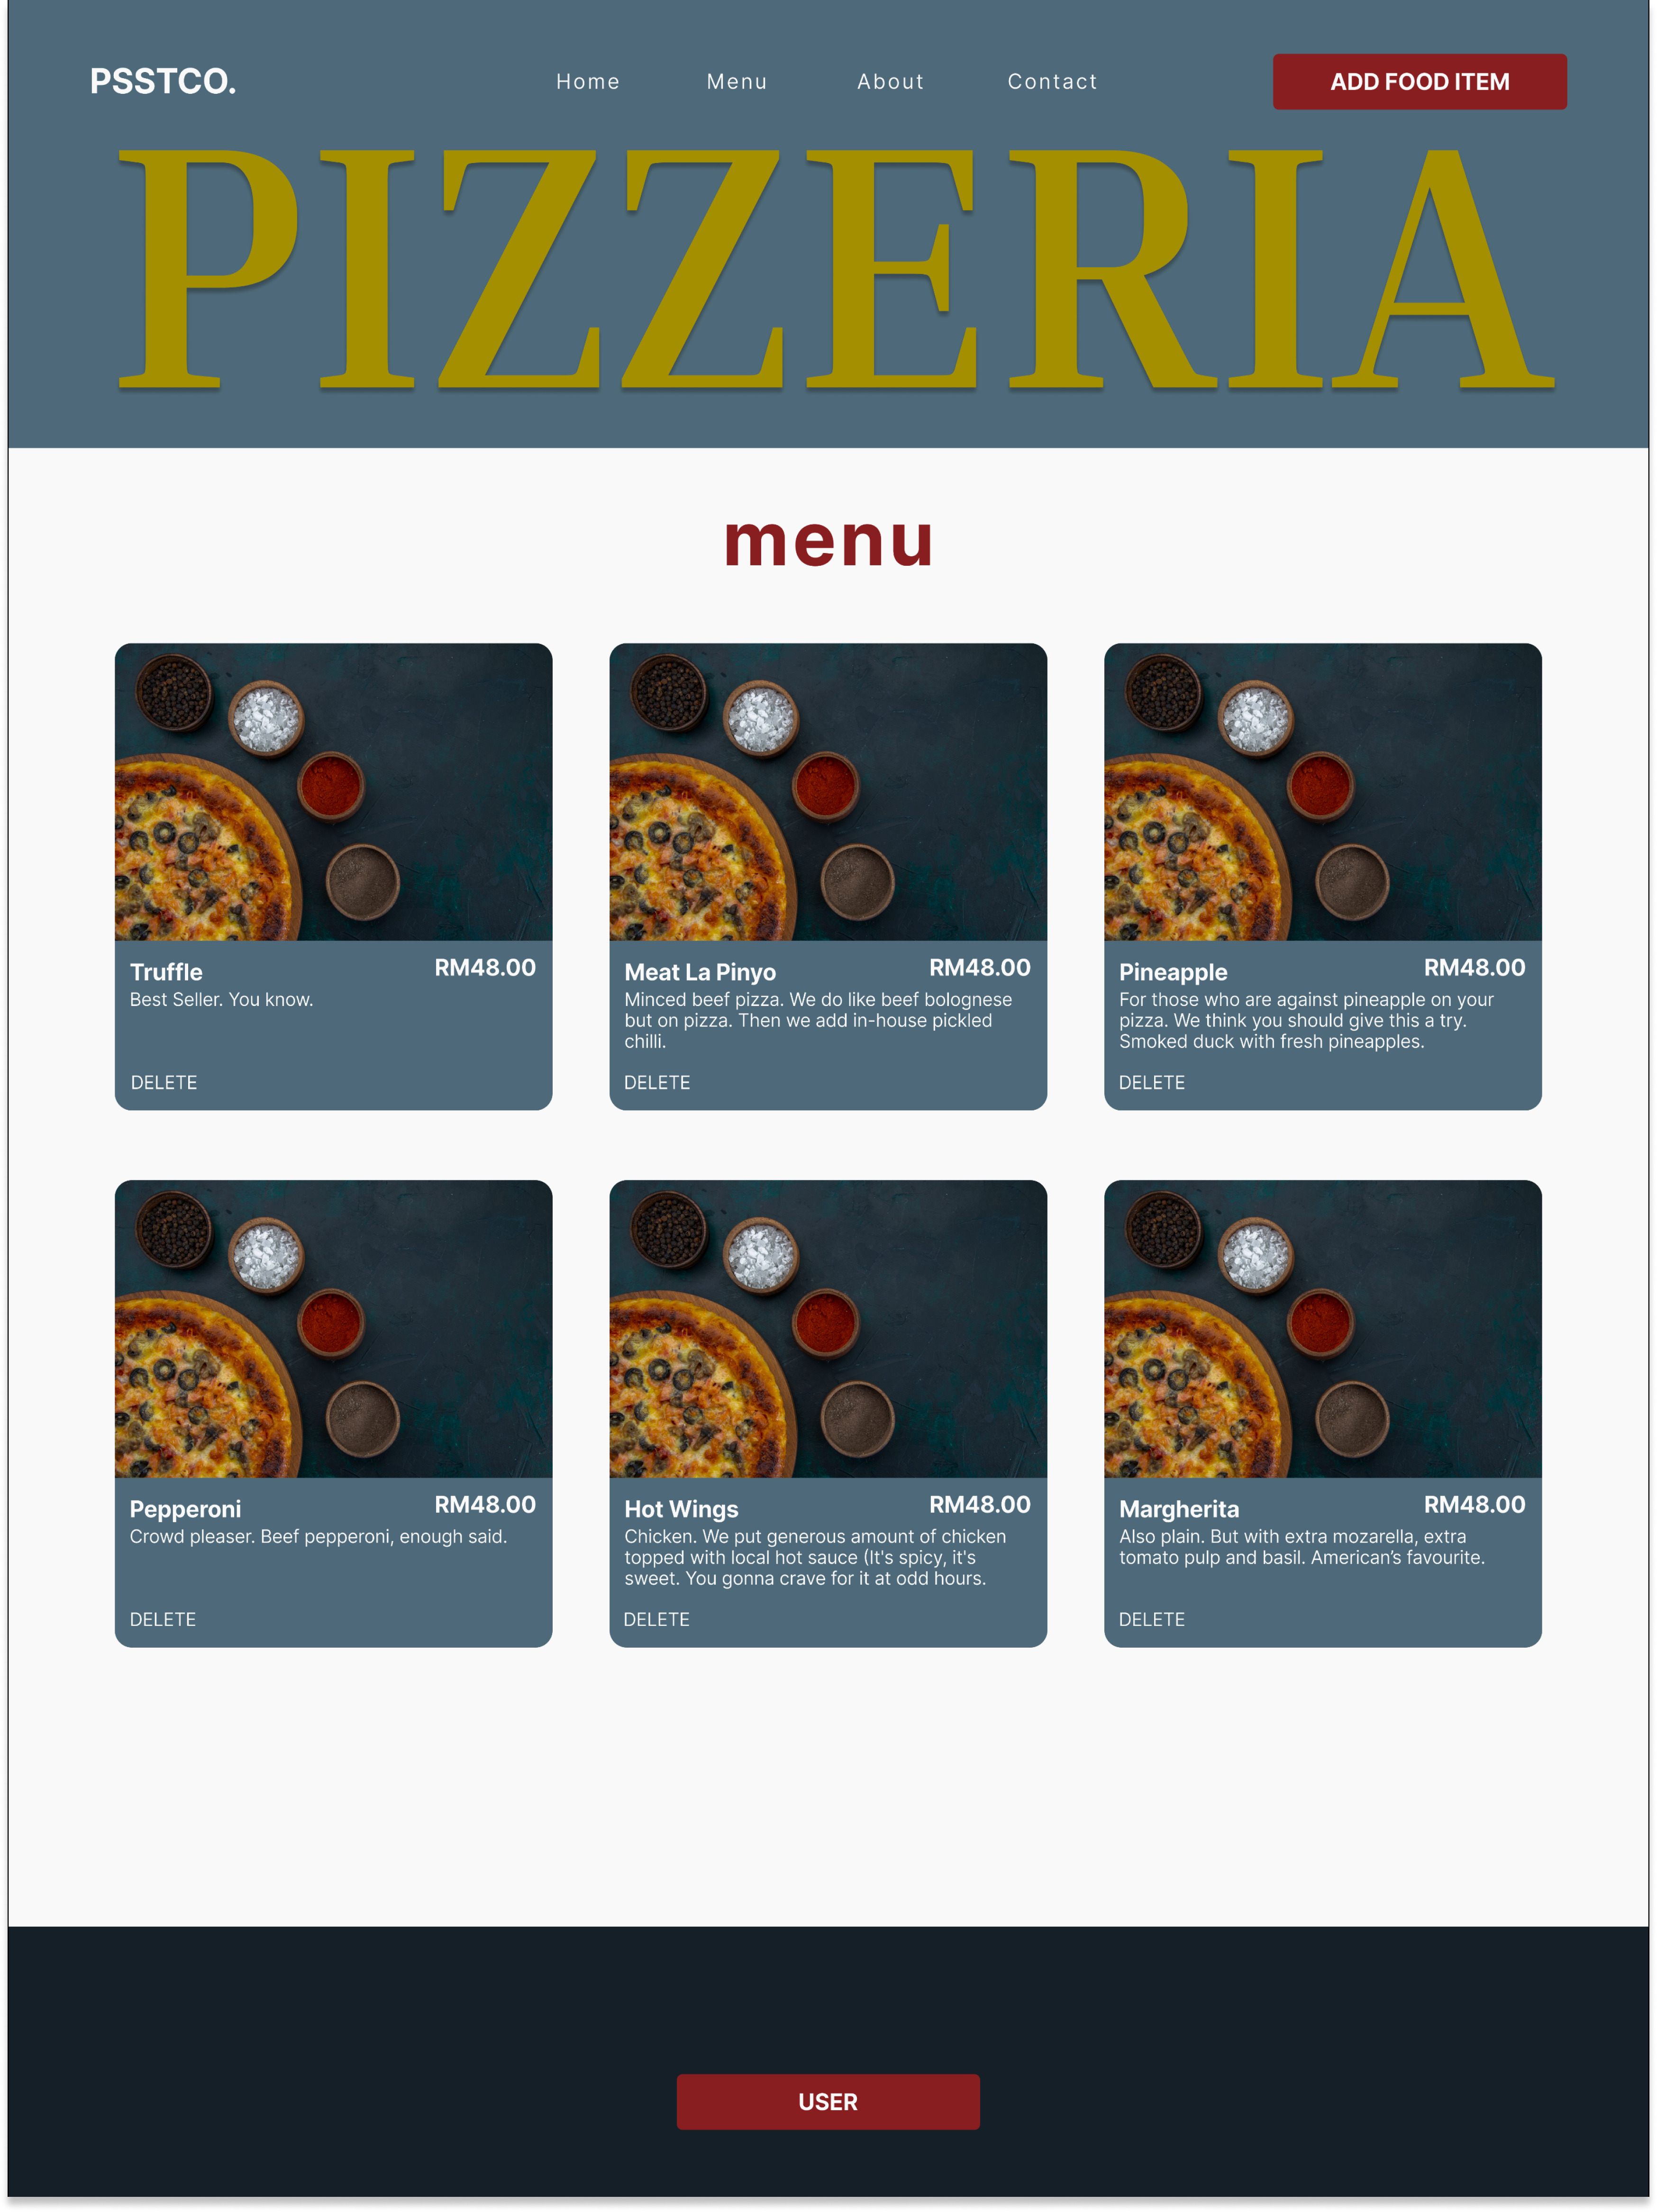 PSSTCO.
Home
Menu
About
Contact
ADD FOOD ITEM
PIZZERIA
menu
Truffle
RM48.00
Best Seller. You know.
DELETE
Meat La Pinyo
RM48.00
Minced beef pizza. We do like beef bolognese
but on pizza. Then we add in-house pickled
chilli.
DELETE
Pineapple
RM48.00
For those who are against pineapple on your
pizza. We think you should give this a try.
Smoked duck with fresh pineapples.
DELETE
Pepperoni
RM48.00
Crowd pleaser. Beef pepperoni, enough said.
DELETE
Hot Wings
RM48.00
Chicken. We put generous amount of chicken
topped with local hot sauce (It's spicy, it's
sweet. You gonna crave for it at odd hours.
DELETE
Margherita
RM48.00
Also plain. But with extra mozarella, extra
tomato pulp and basil. American’s favourite.
DELETE
USER